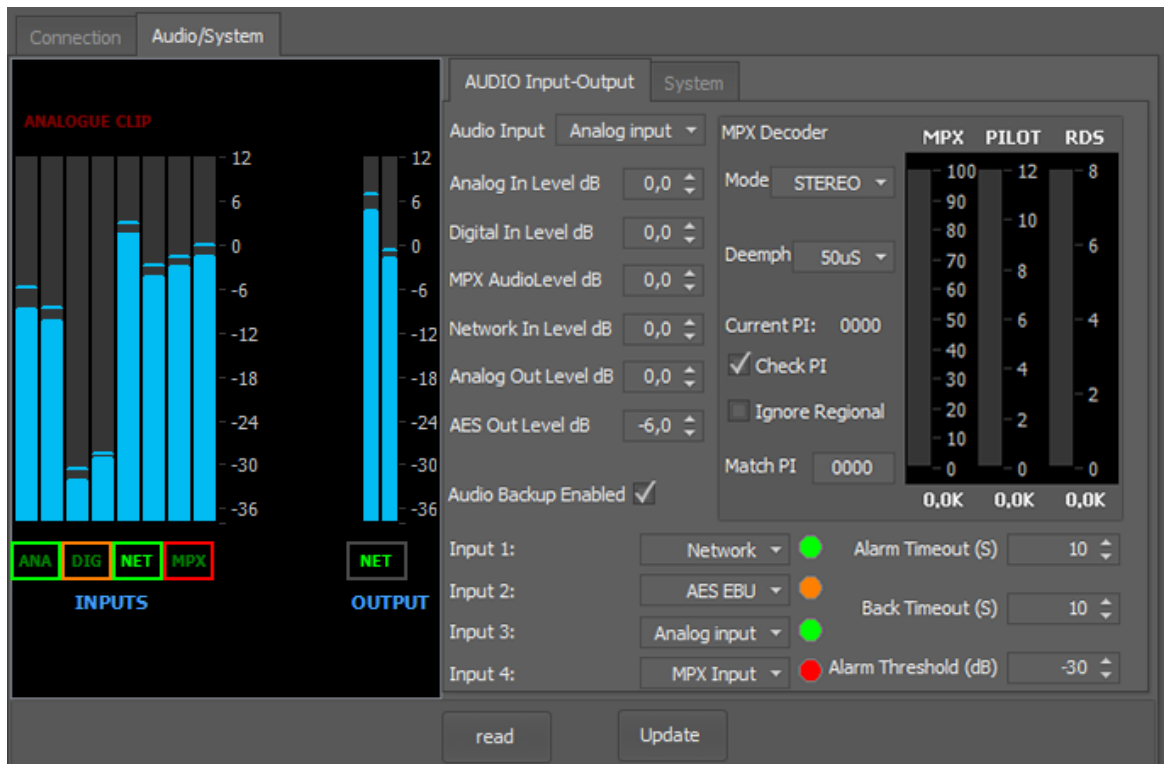 Connection Audio/System
ANALOGUE CLIP
12
6
0
-6
-12
-18
-24
-30
-36
ANA DIG NET MPX
INPUTS
12
6
0
-6
-12
-18
-24
-30
-36
NET
OUTPUT
AUDIO Input-Output System
Audio Input Analog input
Analog In Level dB 0,0
Digital In Level dB 0,0
MPX AudioLevel dB 0,0
Network In Level dB 0,0
Analog Out Level dB 0,0
AES Out Level dB -6,0
Audio Backup Enabled
MPX Decoder
Mode STEREO
Deemph 50uS
Current PI: 0000
Check PI
Ignore Regional
Match PI 0000
MPX PILOT RDS
100
90
80
70
60
50
40
30
20
10
0
12
10
8
6
4
2
0
8
6
4
2
0
0,0K 0,0K 0,0K
Input 1: Network
Input 2: AES EBU
Input 3: Analog input
Input 4: MPX Input
Alarm Timeout (S) 10
Back Timeout (S) 10
Alarm Threshold (dB) -30
read Update